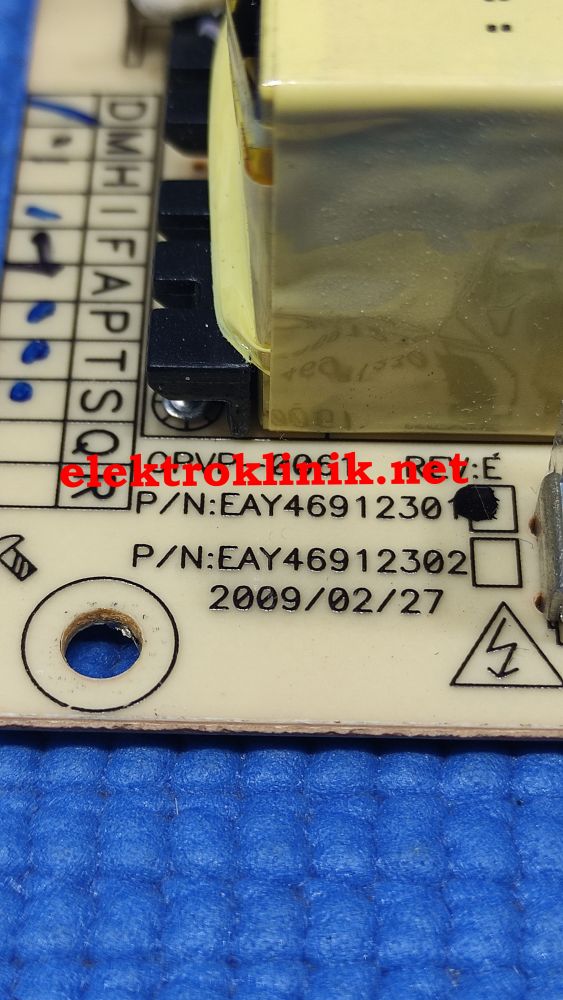 D
M
H
I
F
A
P
T
S
Q
R
REV:E
elektroklinik.net
P/N:EAY46912301
P/N:EAY46912302
2009/02/27